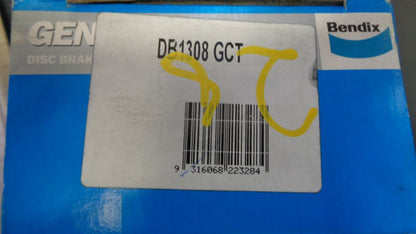 GEN
Bendix
DISC BRAK
DB1308 GCT
9 316068 223284